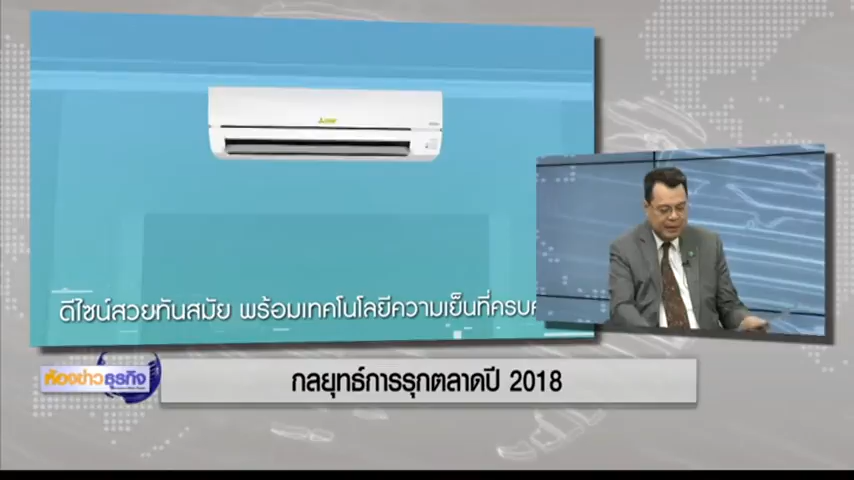 ดีไซน์สวยทันสมัย พร้อมเทคโนโลยีความเย็นที่ครบ
ห้องข่าวธุรกิจ
กลยุทธ์การรุกตลาดปี 2018